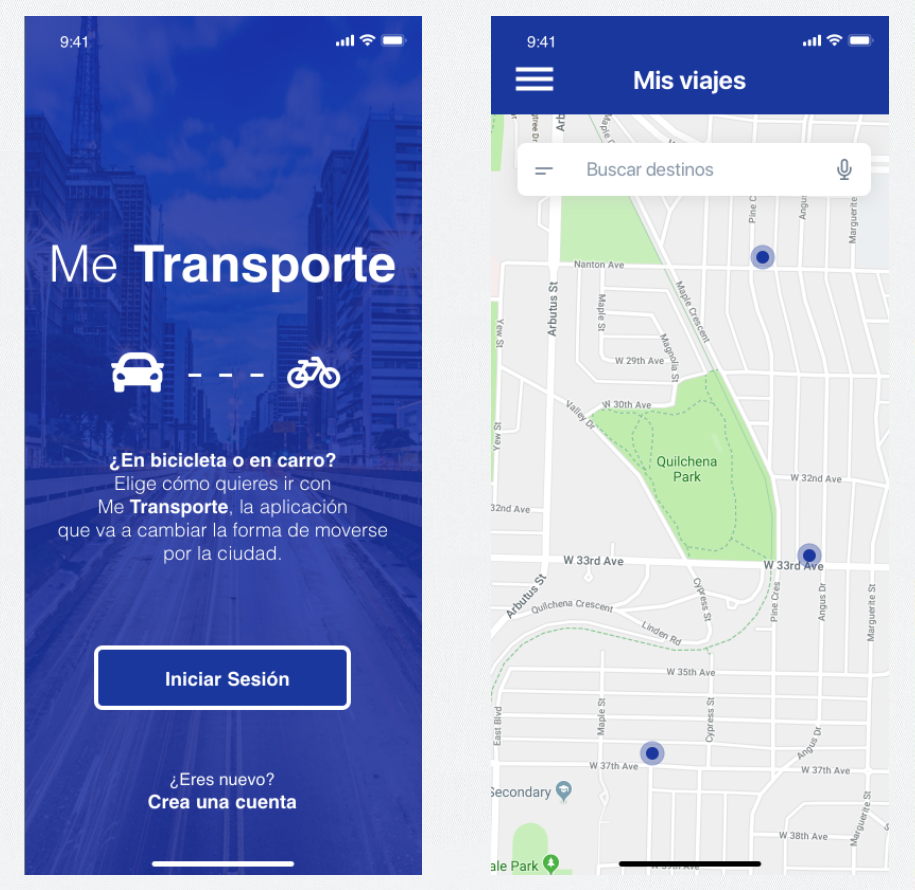 9:41
Me Transporte
¿En bicicleta o en carro?
Elige cómo quieres ir con
Me Transporte, la aplicación
que va a cambiar la forma de moverse
por la ciudad.
Iniciar Sesión
¿Eres nuevo?
Crea una cuenta
9:41
Mis viajes
Buscar destinos
Maple
Pine C
Angus
Marguerite
Nanton Ave
Arbutus St
Maple St
Maple Crescent
Magnolia St
Yew St
W 29th Ave
W 30th Ave
Valley Dr
Yew St
Quilchena
Park
W 32nd Ave
32nd Ave
W 33rd Ave
W 33rd Ave
Arbutus St
Quilchena Crescent
Cypress St
Pine Cres
Angus Dr
Marguerite St
Linden Rd
W 35th Ave
East Blvd
Maple St
Cypress St
Angus Dr
W 37th Ave
W 37th Ave
Secondary
Marguerite St
W 38th Ave
ale Park